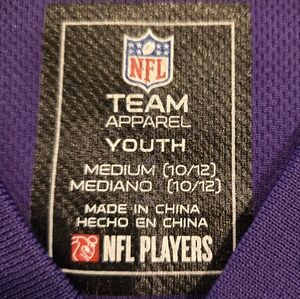 NFL
TEAM
APPAREL
YOUTH
MEDIUM (10/12)
MEDIANO (10/12)
MADE IN CHINA
HECHO EN CHINA
NFL PLAYERS